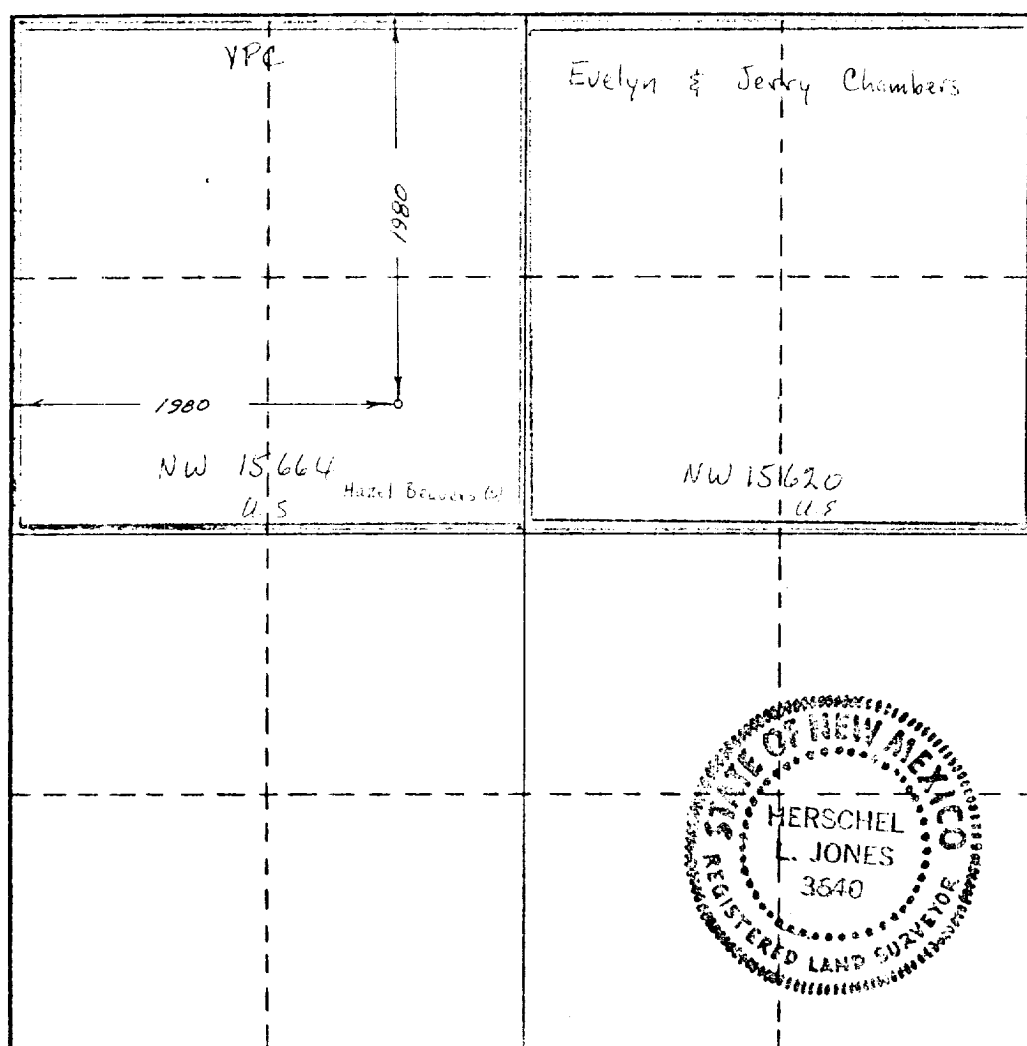 YPC
Evelyn & Jerry Chambers
1980
1980
NW 15664
U.S
Hazel (S)
NW 15620
U.S
STATE OF NEW MEXICO
HERSCHEL
L. JONES
3640
REGISTERED LAND SURVEYOR